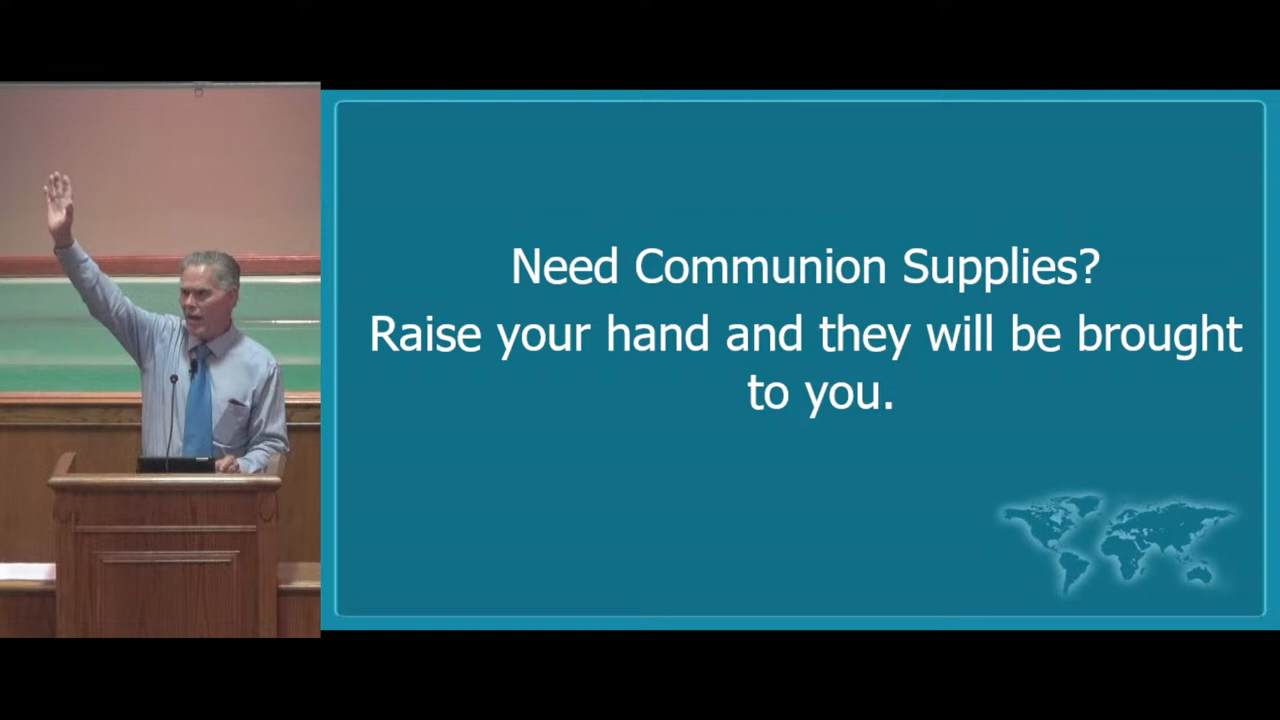 Need Communion Supplies?
Raise your hand and they will be brought
to you.